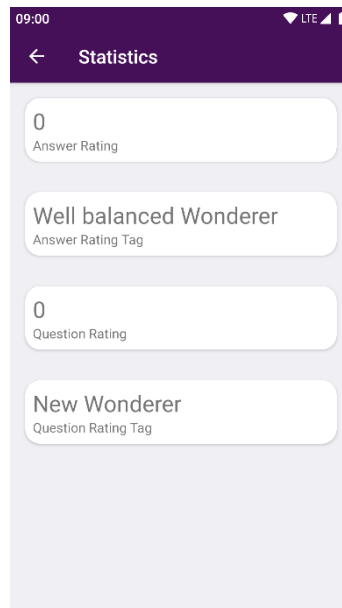 09:00 LTE
Statistics
0
Answer Rating
Well balanced Wonderer
Answer Rating Tag
0
Question Rating
New Wonderer
Question Rating Tag